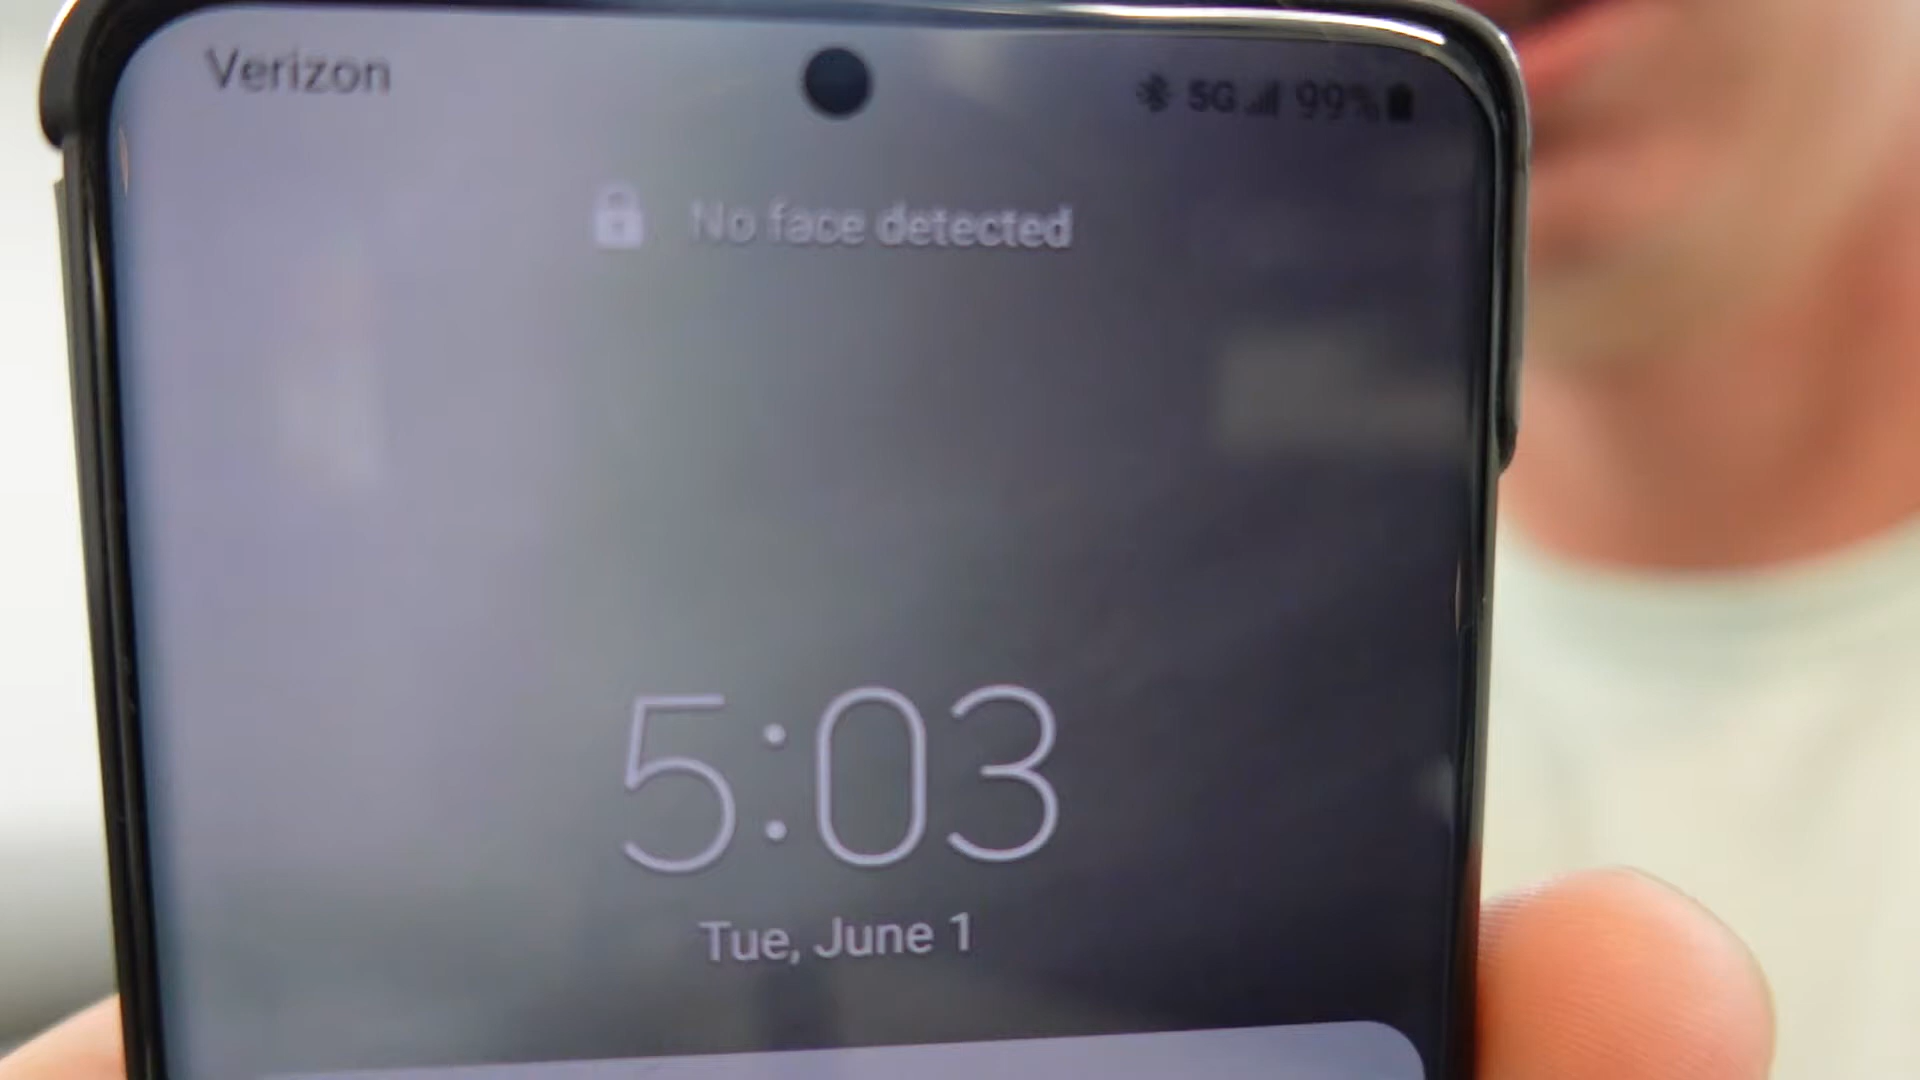 Verizon
5G 99%
No face detected
5:03
Tue, June 1